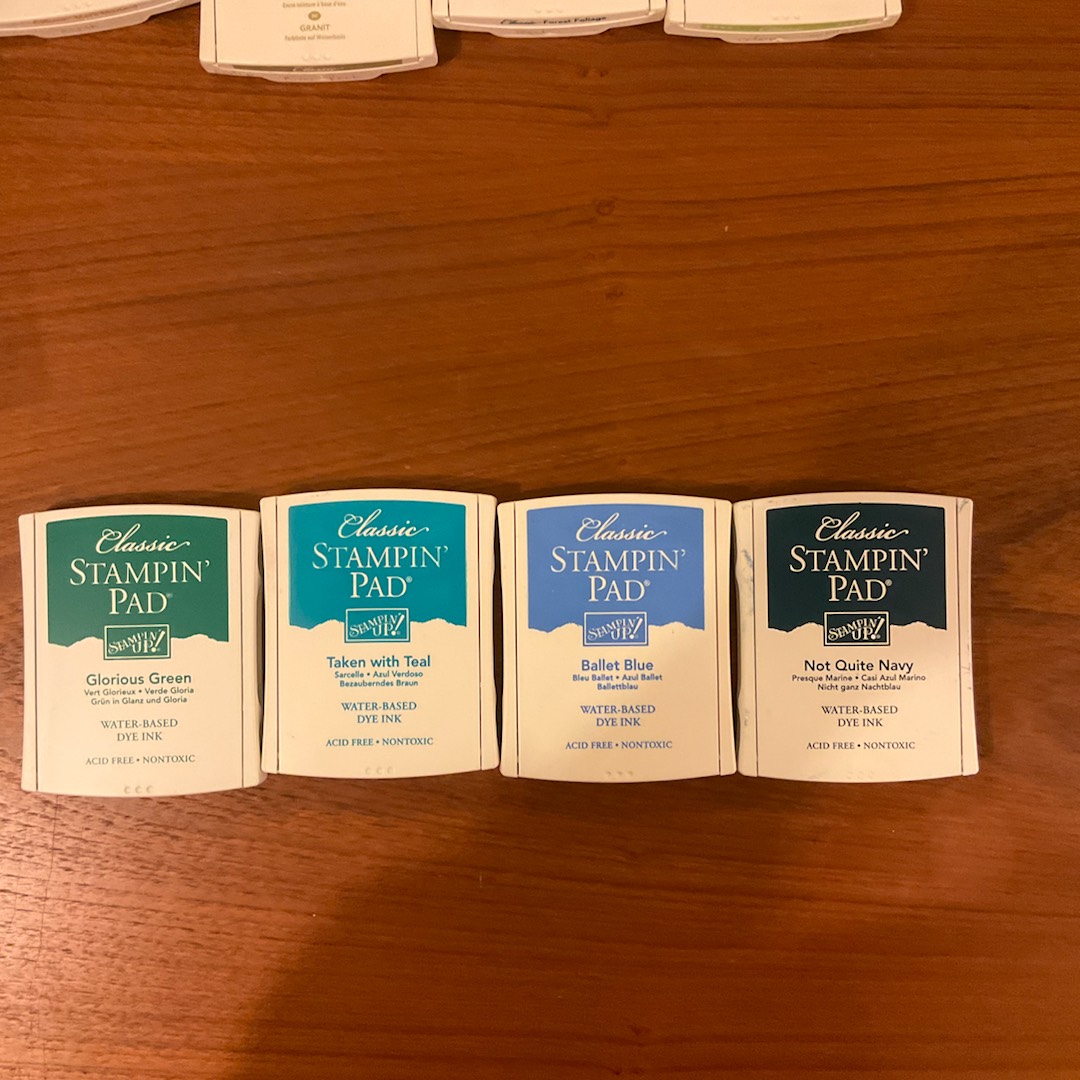 GRANIT
Classic Forest Foliage
Classic
STAMPIN'
PAD®
STAMPIN' UP!®
Glorious Green
Vert Glorieux • Verde Gloria
Grün in Glanz und Gloria
WATER-BASED
DYE INK
ACID FREE • NONTOXIC
Classic
STAMPIN'
PAD®
STAMPIN' UP!®
Taken with Teal
Sarcelle • Azul Verdoso
Bezauberndes Braun
WATER-BASED
DYE INK
ACID FREE • NONTOXIC
Classic
STAMPIN'
PAD®
STAMPIN' UP!®
Ballet Blue
Bleu Ballet • Azul Ballet
Ballettblau
WATER-BASED
DYE INK
ACID FREE • NONTOXIC
Classic
STAMPIN'
PAD®
STAMPIN' UP!®
Not Quite Navy
Presque Marine • Casi Azul Marino
Nicht ganz Nachtblau
WATER-BASED
DYE INK
ACID FREE • NONTOXIC